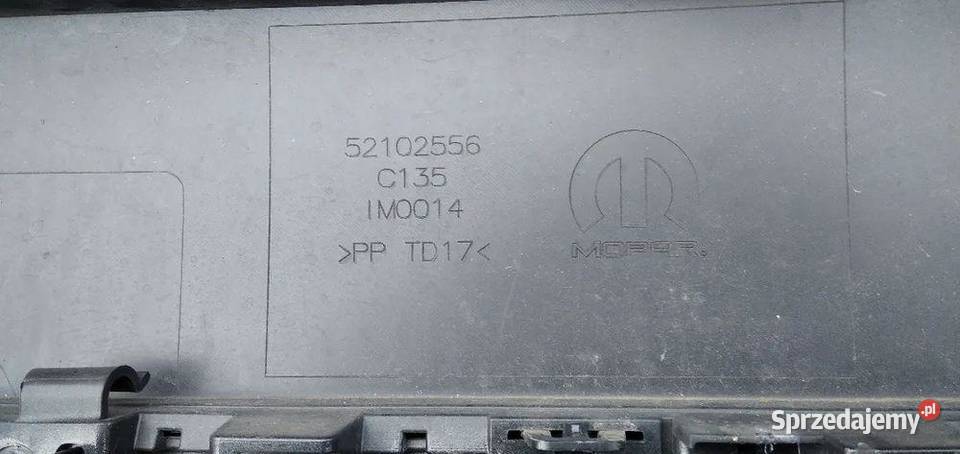 52102556
C135
IM0014
>PP TD17<
MOPAR.
Sprzedajemy.pl